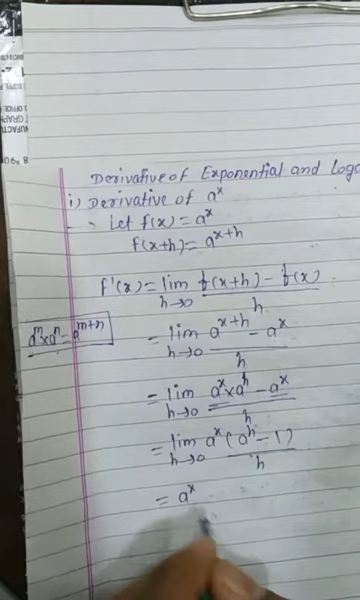 Derivative of Exponential and Loga
i) Derivative of a^x
Let f(x) = a^x
f(x+h) = a^(x+h)
f'(x) = lim h→0 f(x+h) - f(x) / h
a^m × a^n = a^(m+n)
= lim h→0 a^(x+h) - a^x / h
= lim h→0 a^x × a^h - a^x / h
= lim h→0 a^x (a^h - 1) / h
= a^x